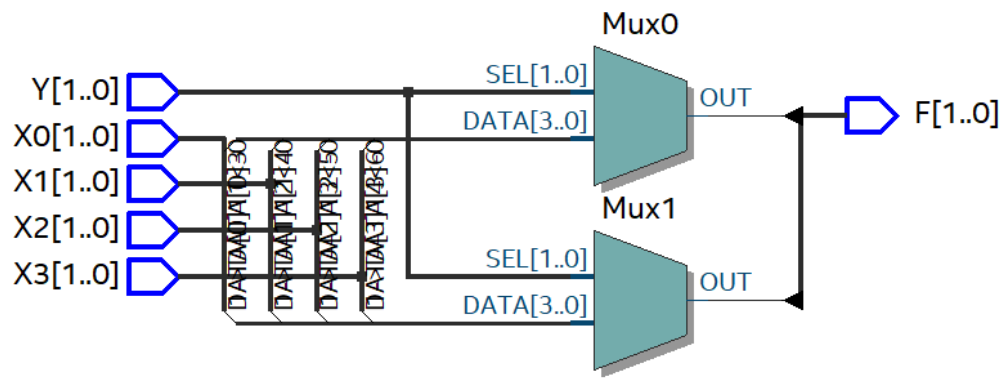 Mux0
Y[1..0]
SEL[1..0]
OUT
F[1..0]
X0[1..0]
DATA[3..0]
X1[1..0]
X2[1..0]
Mux1
X3[1..0]
SEL[1..0]
OUT
DATA[3..0]